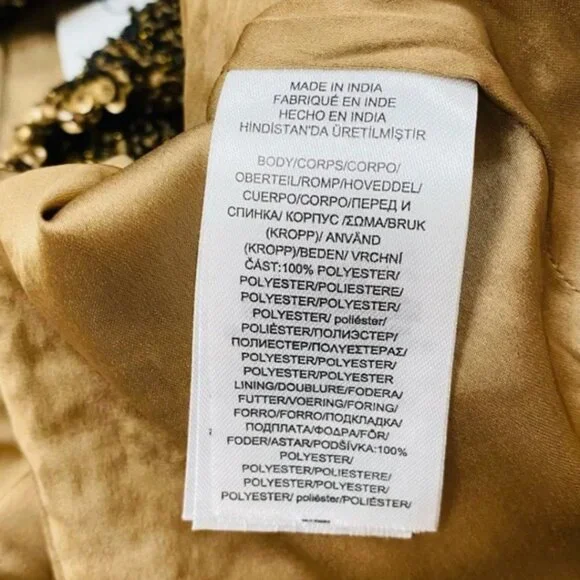 MADE IN INDIA
FABRIQUÉ EN INDE
HECHO EN INDIA
HİNDİSTAN'DA ÜRETİLMİŞTİR
BODY/CORPS/CORPO/
OBERTEIL/ROMP/HOVEDDEL/
CUERPO/CORPO/ПЕРЕД И
СПИНКА/ КОРПУС /ΣΩΜΑ/BRUK
(KROPP)/ ANVÄND
(KROPP)/BEDEN/ VRCHNÍ
ČÁST:100% POLYESTER/
POLYESTER/POLIESTERE/
POLYESTER/POLYESTER/
POLYESTER/ poliéster/
POLIÉSTER/ПОЛИЭСТЕР/
ПОЛИЕСТЕР/ΠΟΛΥΕΣΤΕΡΑΣ/
POLYESTER/POLYESTER/
POLYESTER/POLYESTER
LINING/DOUBLURE/FODERA/
FUTTER/VOERING/FORING/
FORRO/FORRO/ПОДКЛАДКА/
ПОДПЛАТА/ΦΟΔΡΑ/FÔR/
FODER/ASTAR/PODŠÍVKA:100%
POLYESTER/
POLYESTER/POLIESTERE/
POLYESTER/POLYESTER/
POLYESTER/ poliéster/POLIÉSTER/